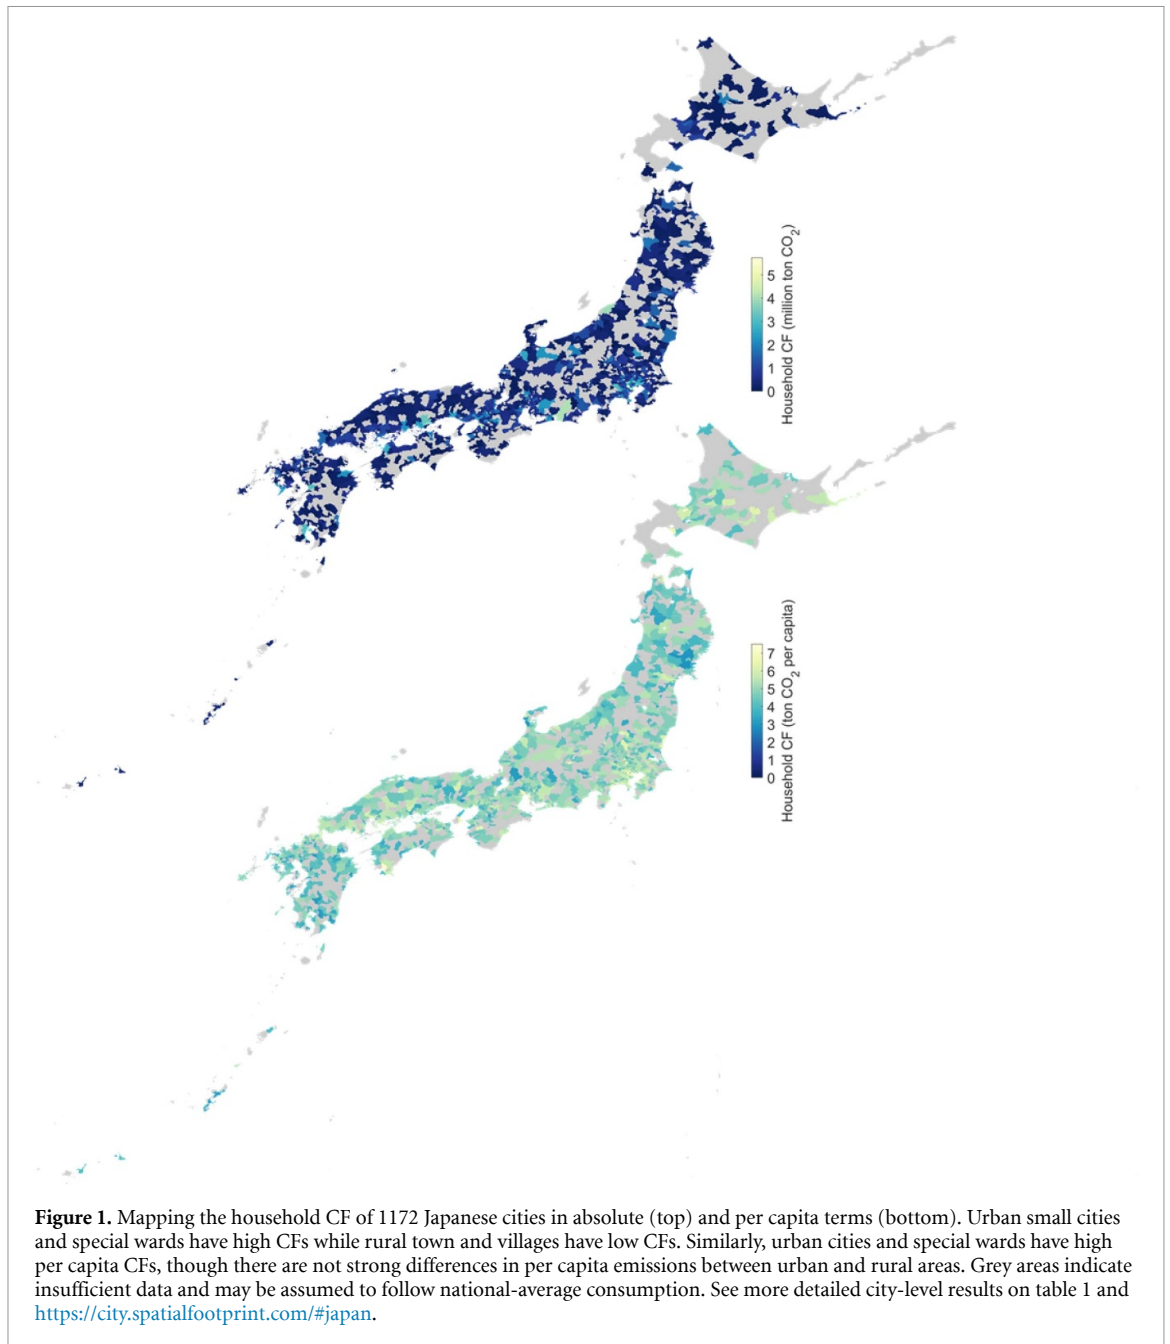 5
4
3
2
1
0
Household CF (million ton CO₂)
7
6
5
4
3
2
1
0
Household CF (ton CO₂ per capita)
Figure 1. Mapping the household CF of 1172 Japanese cities in absolute (top) and per capita terms (bottom). Urban small cities
and special wards have high CFs while rural town and villages have low CFs. Similarly, urban cities and special wards have high
per capita CFs, though there are not strong differences in per capita emissions between urban and rural areas. Grey areas indicate
insufficient data and may be assumed to follow national-average consumption. See more detailed city-level results on table 1 and
https://city.spatialfootprint.com/#japan.